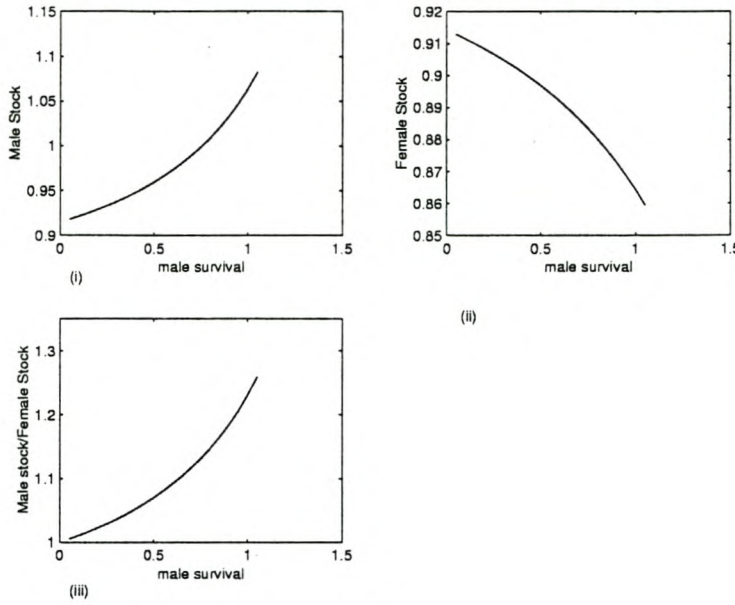 1.15
1.1
1.05
1
0.95
0.9
Male Stock
0 0.5 1 1.5
male survival
(i)
0.92
0.91
0.9
0.89
0.88
0.87
0.86
0.85
Female Stock
0 0.5 1 1.5
male survival
(ii)
1.3
1.2
1.1
1
Male stock/Female Stock
0 0.5 1 1.5
male survival
(iii)